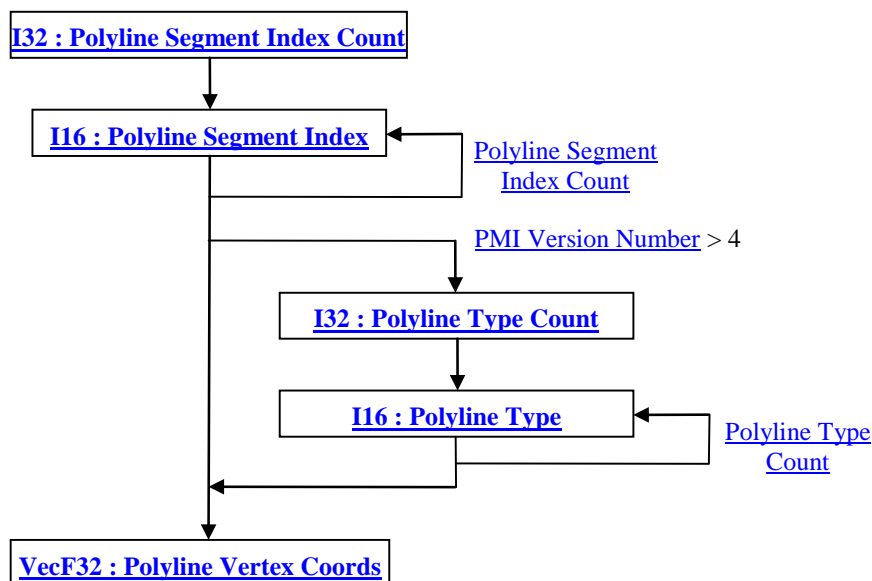 I32 : Polyline Segment Index Count
I16 : Polyline Segment Index
Polyline Segment
Index Count
PMI Version Number > 4
I32 : Polyline Type Count
I16 : Polyline Type
Polyline Type
Count
VecF32 : Polyline Vertex Coords